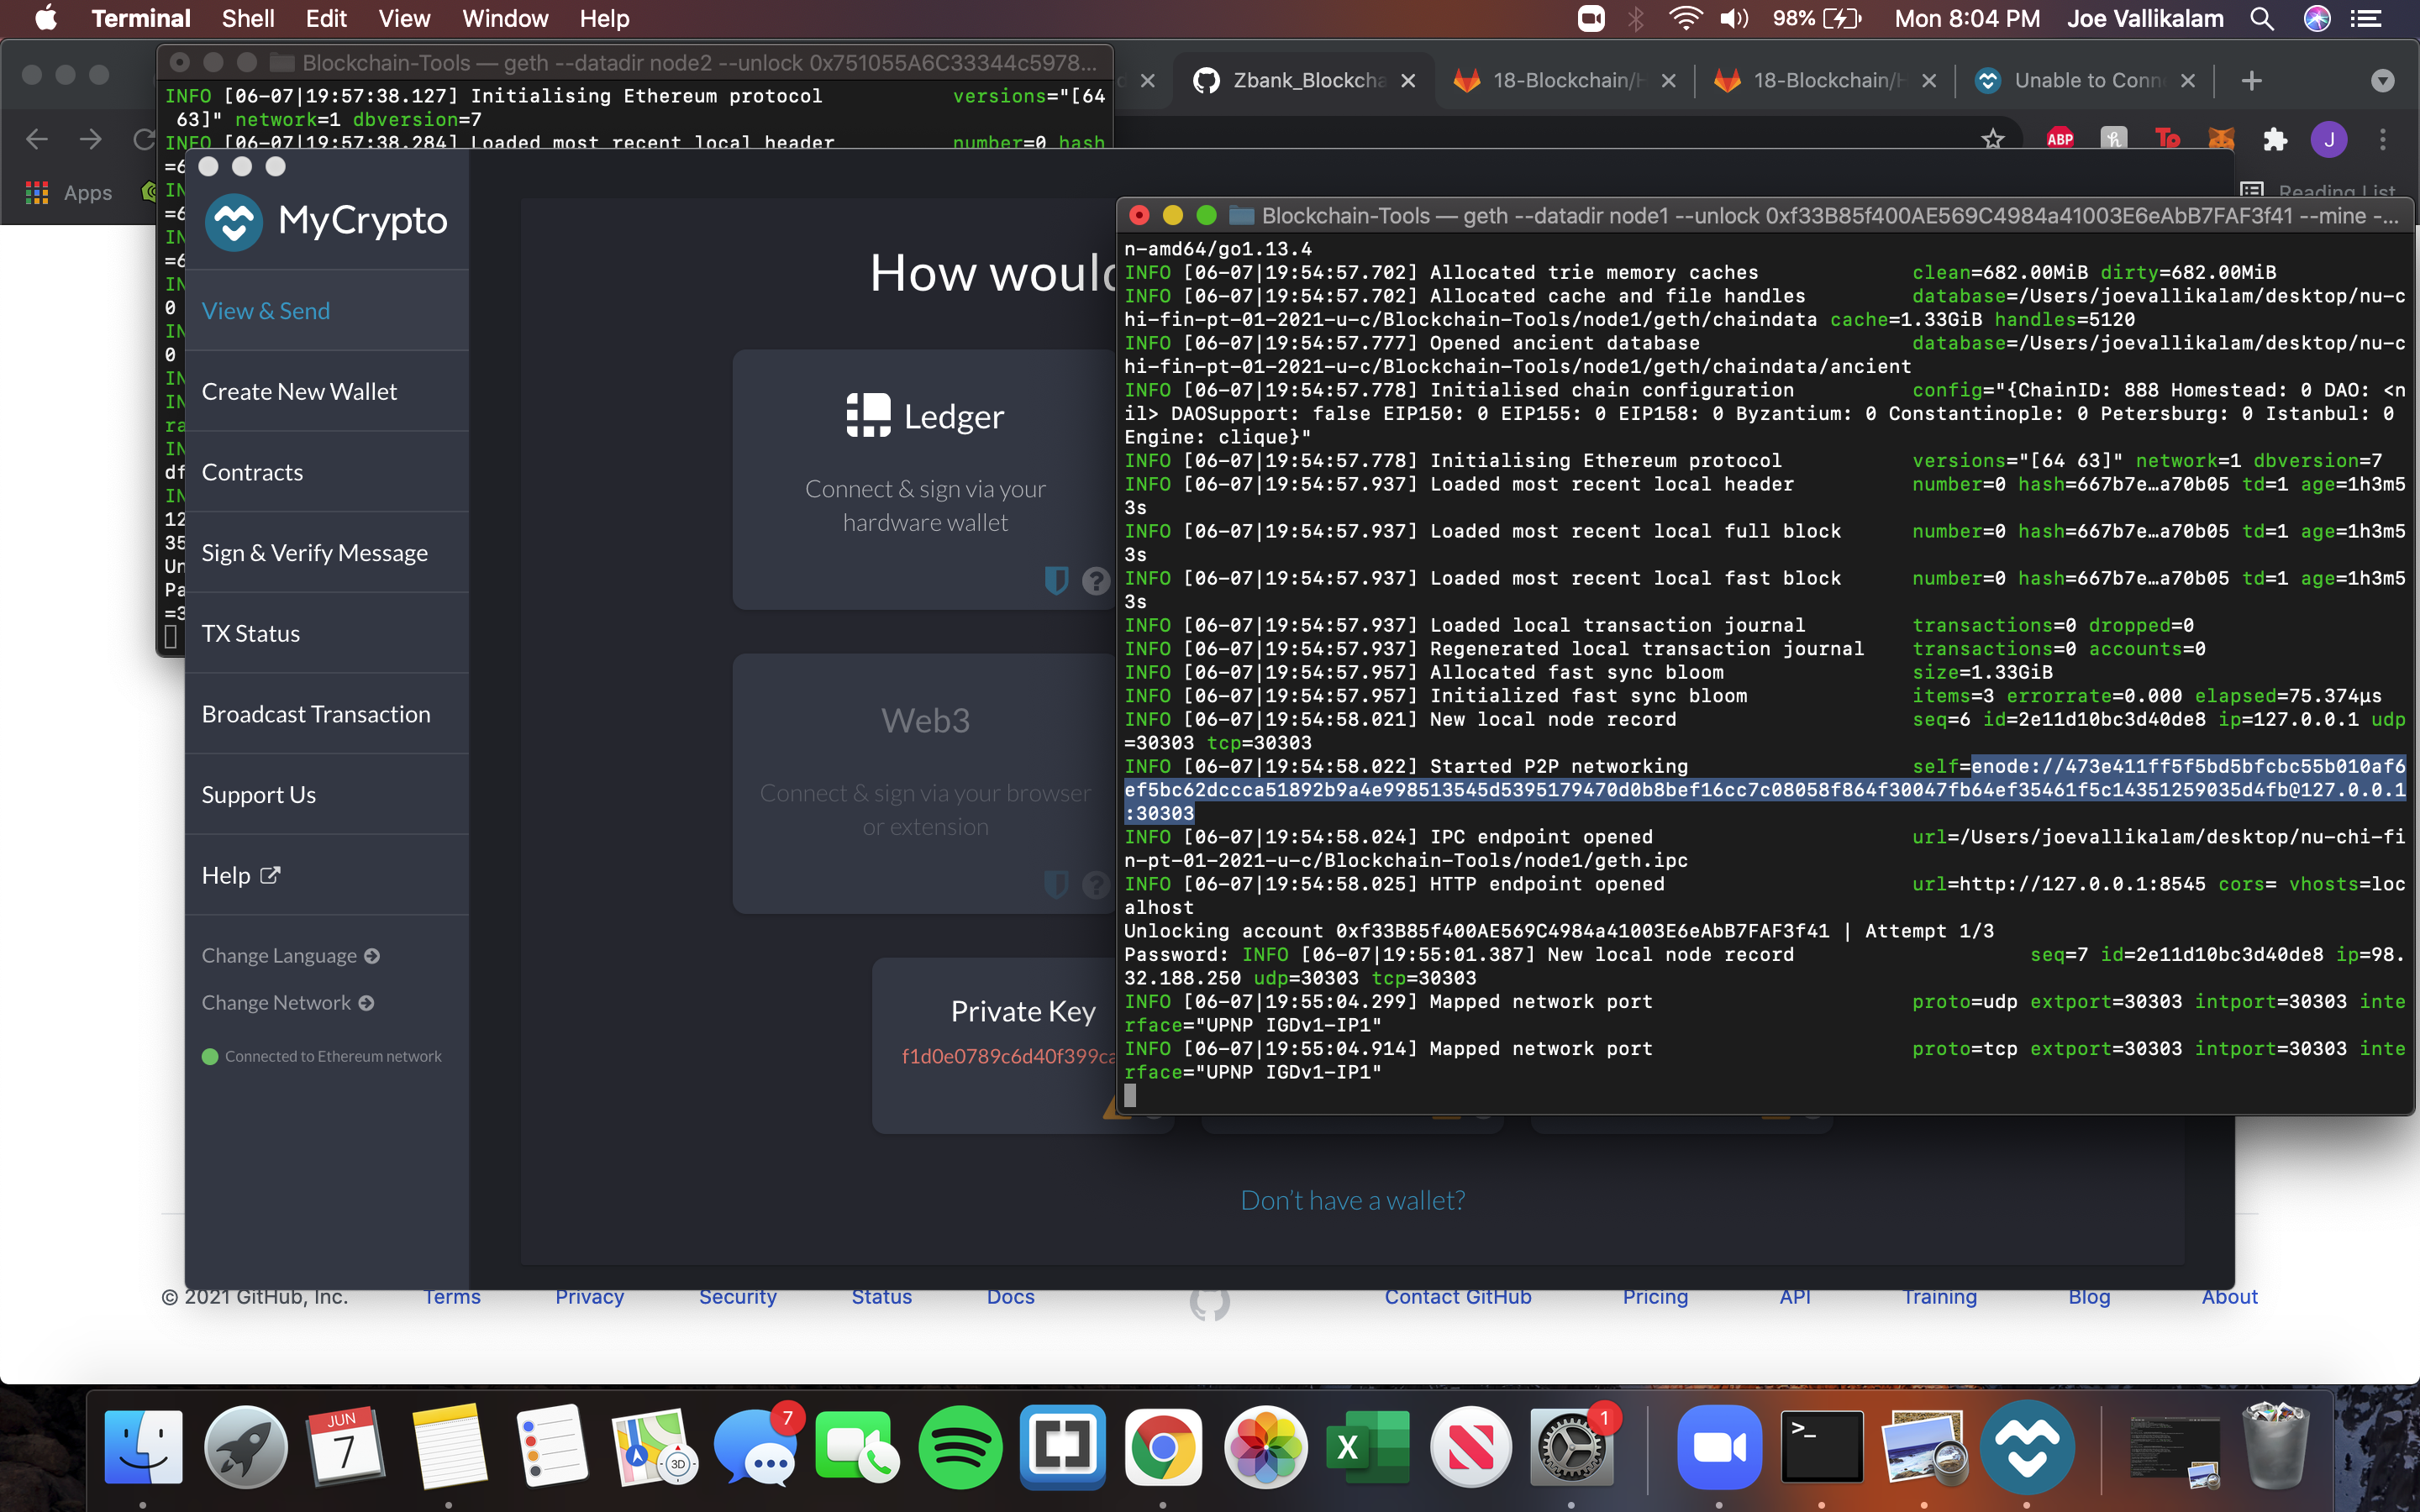 Terminal Shell Edit View Window Help 98% Mon 8:04 PM Joe Vallikalam
Blockchain-Tools — geth --datadir node2 --unlock 0x751055A6C33344c5978...
Zbank_Blockcha
18-Blockchain/H
18-Blockchain/H
Unable to Conn
INFO [06-07|19:57:38.127] Initialising Ethereum protocol versions="[64
63]" network=1 dbversion=7
INFO [06-07|19:57:38.284] Loaded most recent local header number=0 hash
ABP
J
Apps
Reading List
MyCrypto
View & Send
Create New Wallet
Contracts
Sign & Verify Message
TX Status
Broadcast Transaction
Support Us
Help
Change Language
Change Network
Connected to Ethereum network
How would
Ledger
Connect & sign via your
hardware wallet
Web3
Connect & sign via your browser
or extension
Private Key
f1d0e0789c6d40f399ca
Don't have a wallet?
Blockchain-Tools — geth --datadir node1 --unlock 0xf33B85f400AE569C4984a41003E6eAbB7FAF3f41 --mine -...
n-amd64/go1.13.4
INFO [06-07|19:54:57.702] Allocated trie memory caches clean=682.00MiB dirty=682.00MiB
INFO [06-07|19:54:57.702] Allocated cache and file handles database=/Users/joevallikalam/desktop/nu-c
hi-fin-pt-01-2021-u-c/Blockchain-Tools/node1/geth/chaindata cache=1.33GiB handles=5120
INFO [06-07|19:54:57.777] Opened ancient database database=/Users/joevallikalam/desktop/nu-c
hi-fin-pt-01-2021-u-c/Blockchain-Tools/node1/geth/chaindata/ancient
INFO [06-07|19:54:57.778] Initialised chain configuration config="{ChainID: 888 Homestead: 0 DAO: <n
il> DAOSupport: false EIP150: 0 EIP155: 0 EIP158: 0 Byzantium: 0 Constantinople: 0 Petersburg: 0 Istanbul: 0
Engine: clique}"
INFO [06-07|19:54:57.778] Initialising Ethereum protocol versions="[64 63]" network=1 dbversion=7
INFO [06-07|19:54:57.937] Loaded most recent local header number=0 hash=667b7e…a70b05 td=1 age=1h3m5
3s
INFO [06-07|19:54:57.937] Loaded most recent local full block number=0 hash=667b7e…a70b05 td=1 age=1h3m5
3s
INFO [06-07|19:54:57.937] Loaded most recent local fast block number=0 hash=667b7e…a70b05 td=1 age=1h3m5
3s
INFO [06-07|19:54:57.937] Loaded local transaction journal transactions=0 dropped=0
INFO [06-07|19:54:57.937] Regenerated local transaction journal transactions=0 accounts=0
INFO [06-07|19:54:57.957] Allocated fast sync bloom size=1.33GiB
INFO [06-07|19:54:57.957] Initialized fast sync bloom items=3 errorrate=0.000 elapsed=75.374µs
INFO [06-07|19:54:58.021] New local node record seq=6 id=2e11d10bc3d40de8 ip=127.0.0.1 udp
=30303 tcp=30303
INFO [06-07|19:54:58.022] Started P2P networking self=enode://473e411ff5f5bd5bfcbc55b010af6
ef5bc62dccca51892b9a4e998513545d5395179470d0b8bef16cc7c08058f864f30047fb64ef35461f5c14351259035d4fb@127.0.0.1
:30303
INFO [06-07|19:54:58.024] IPC endpoint opened url=/Users/joevallikalam/desktop/nu-chi-fi
n-pt-01-2021-u-c/Blockchain-Tools/node1/geth.ipc
INFO [06-07|19:54:58.025] HTTP endpoint opened url=http://127.0.0.1:8545 cors= vhosts=loc
alhost
Unlocking account 0xf33B85f400AE569C4984a41003E6eAbB7FAF3f41 | Attempt 1/3
Password: INFO [06-07|19:55:01.387] New local node record seq=7 id=2e11d10bc3d40de8 ip=98.
32.188.250 udp=30303 tcp=30303
INFO [06-07|19:55:04.299] Mapped network port proto=udp extport=30303 intport=30303 inte
rface="UPNP IGDv1-IP1"
INFO [06-07|19:55:04.914] Mapped network port proto=tcp extport=30303 intport=30303 inte
rface="UPNP IGDv1-IP1"
© 2021 GitHub, Inc. Terms Privacy Security Status Docs Contact GitHub Pricing API Training Blog About
JUN
7
3D
7
1